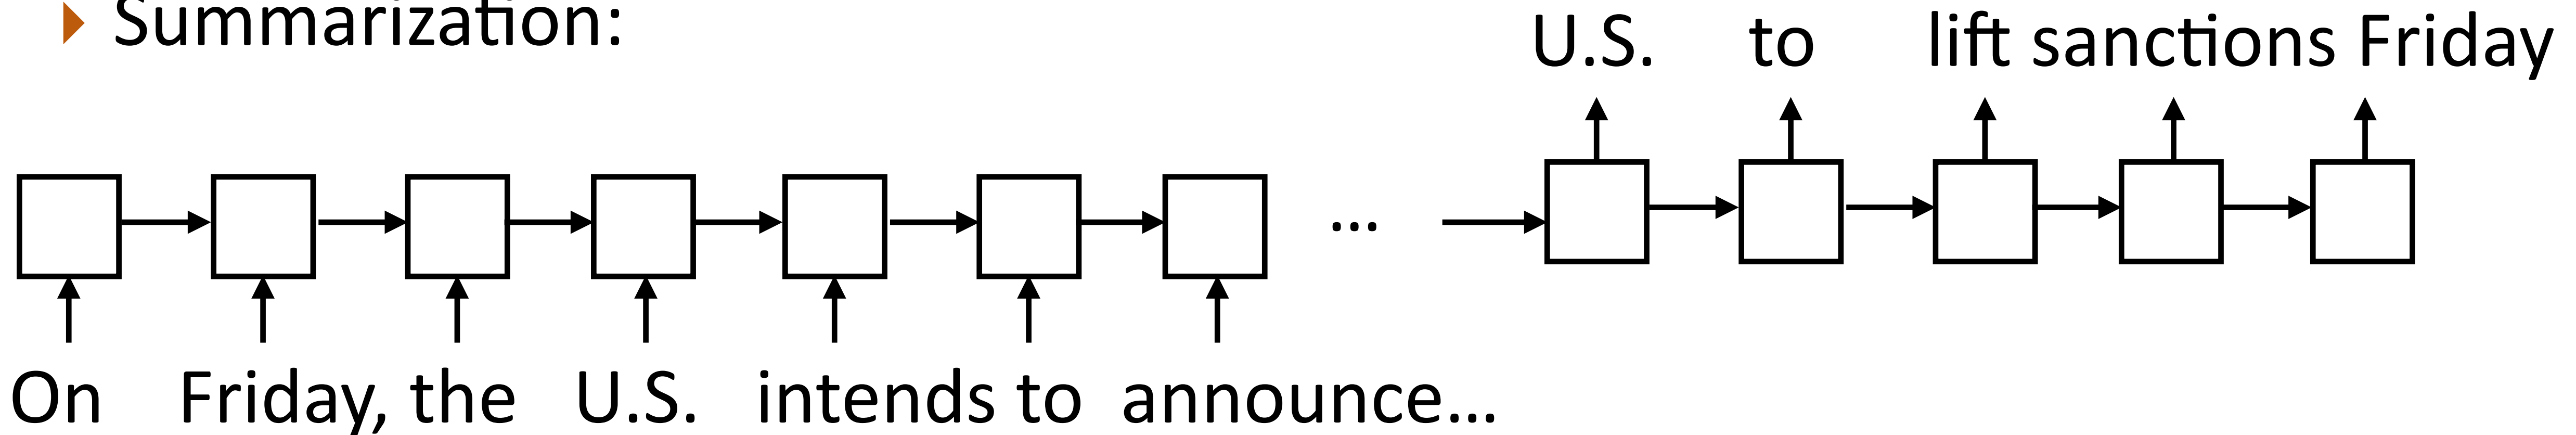 Summarization:
U.S. to lift sanctions Friday
...
On Friday, the U.S. intends to announce...